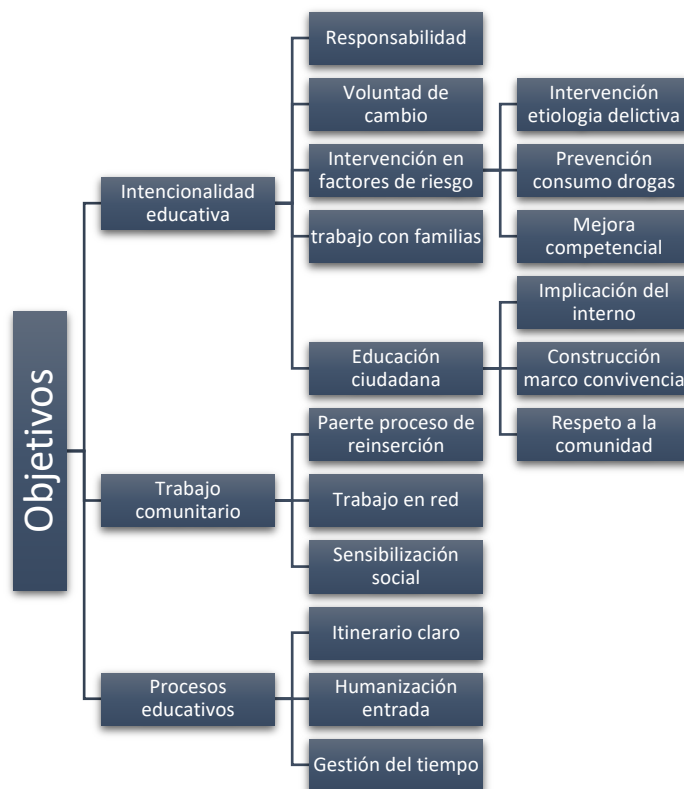 Objetivos
Intencionalidad
educativa
Responsabilidad
Voluntad de
cambio
Intervención en
factores de riesgo
Intervención
etiologia delictiva
Prevención
consumo drogas
Mejora
competencial
trabajo con familias
Educación
ciudadana
Implicación del
interno
Construcción
marco convivencia
Respeto a la
comunidad
Trabajo
comunitario
Paerte proceso de
reinserción
Trabajo en red
Sensibilización
social
Procesos
educativos
Itinerario claro
Humanización
entrada
Gestión del tiempo